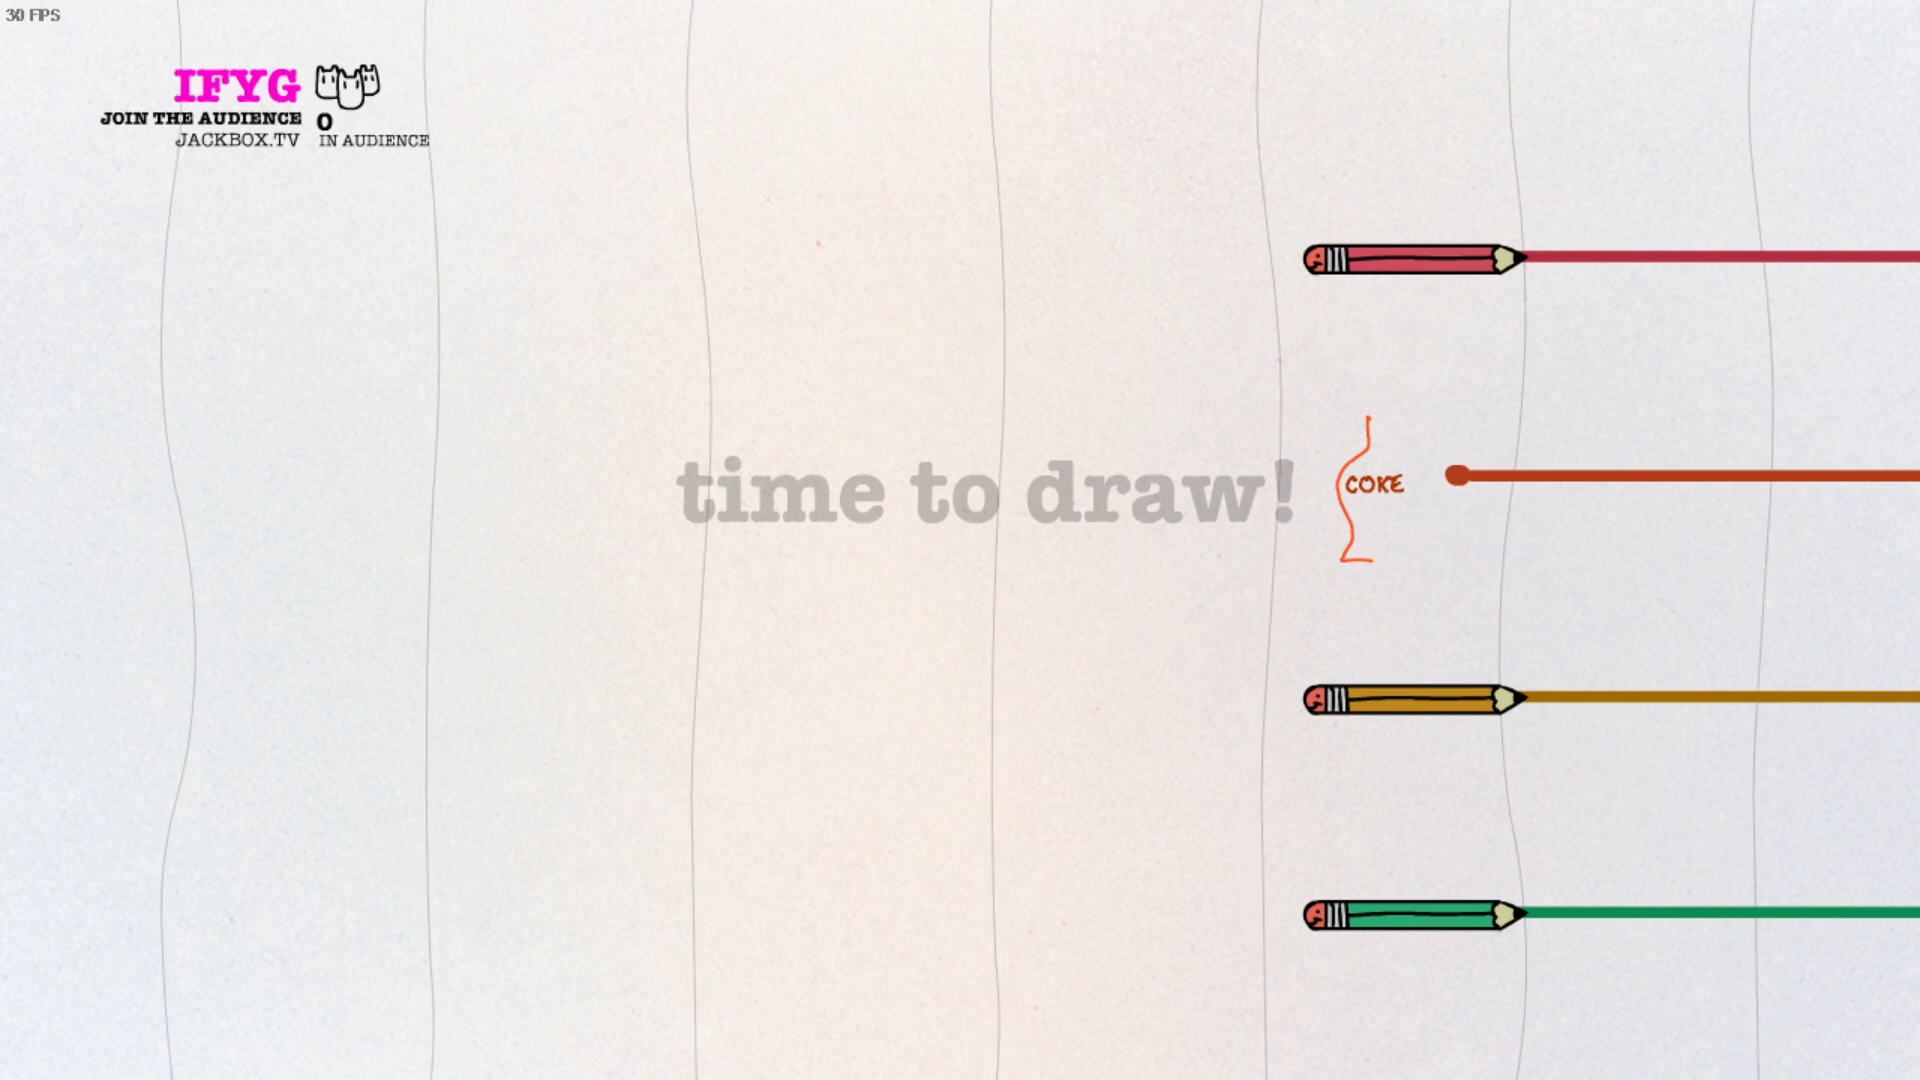 30 FPS
IFYG
JOIN THE AUDIENCE
JACKBOX.TV
0
IN AUDIENCE
time to draw!
COKE